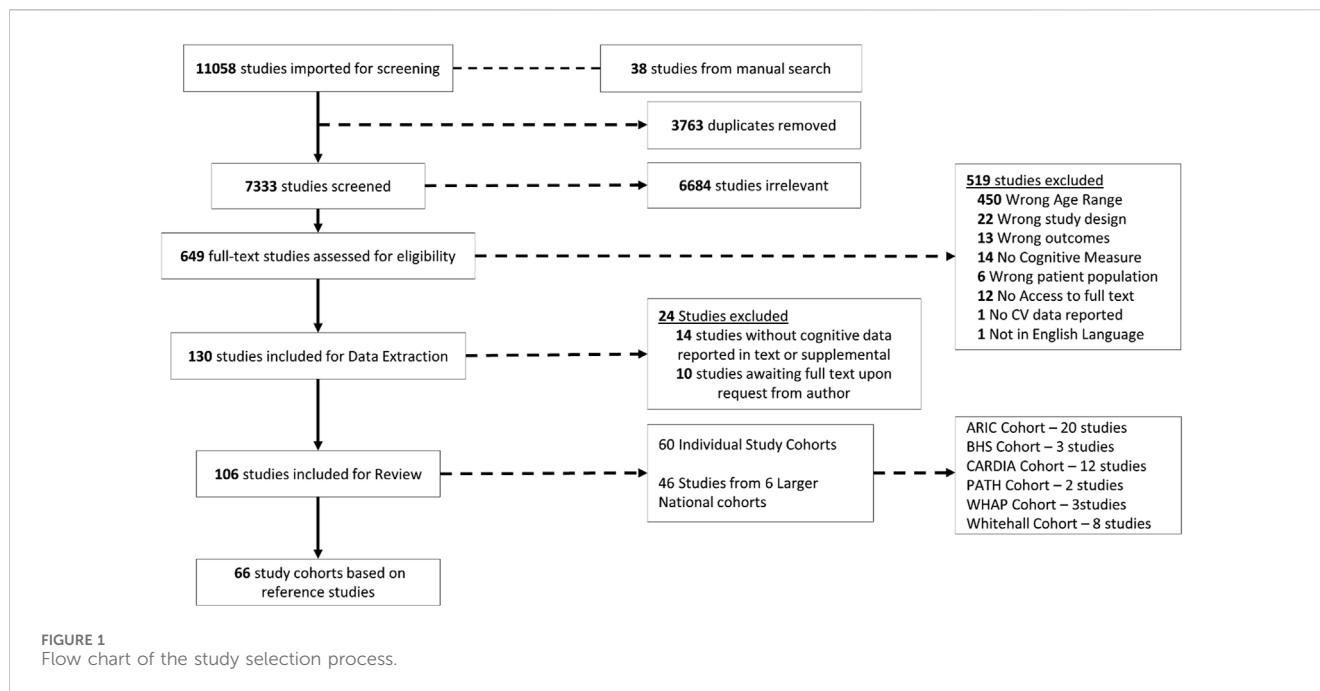 11058 studies imported for screening
38 studies from manual search
3763 duplicates removed
7333 studies screened
6684 studies irrelevant
519 studies excluded
450 Wrong Age Range
22 Wrong study design
13 Wrong outcomes
14 No Cognitive Measure
6 Wrong patient population
12 No Access to full text
1 No CV data reported
1 Not in English Language
649 full-text studies assessed for eligibility
24 Studies excluded
14 studies without cognitive data
reported in text or supplemental
10 studies awaiting full text upon
request from author
130 studies included for Data Extraction
106 studies included for Review
60 Individual Study Cohorts
46 Studies from 6 Larger
National cohorts
ARIC Cohort – 20 studies
BHS Cohort – 3 studies
CARDIA Cohort – 12 studies
PATH Cohort – 2 studies
WHAP Cohort – 3studies
Whitehall Cohort – 8 studies
66 study cohorts based on
reference studies
FIGURE 1
Flow chart of the study selection process.